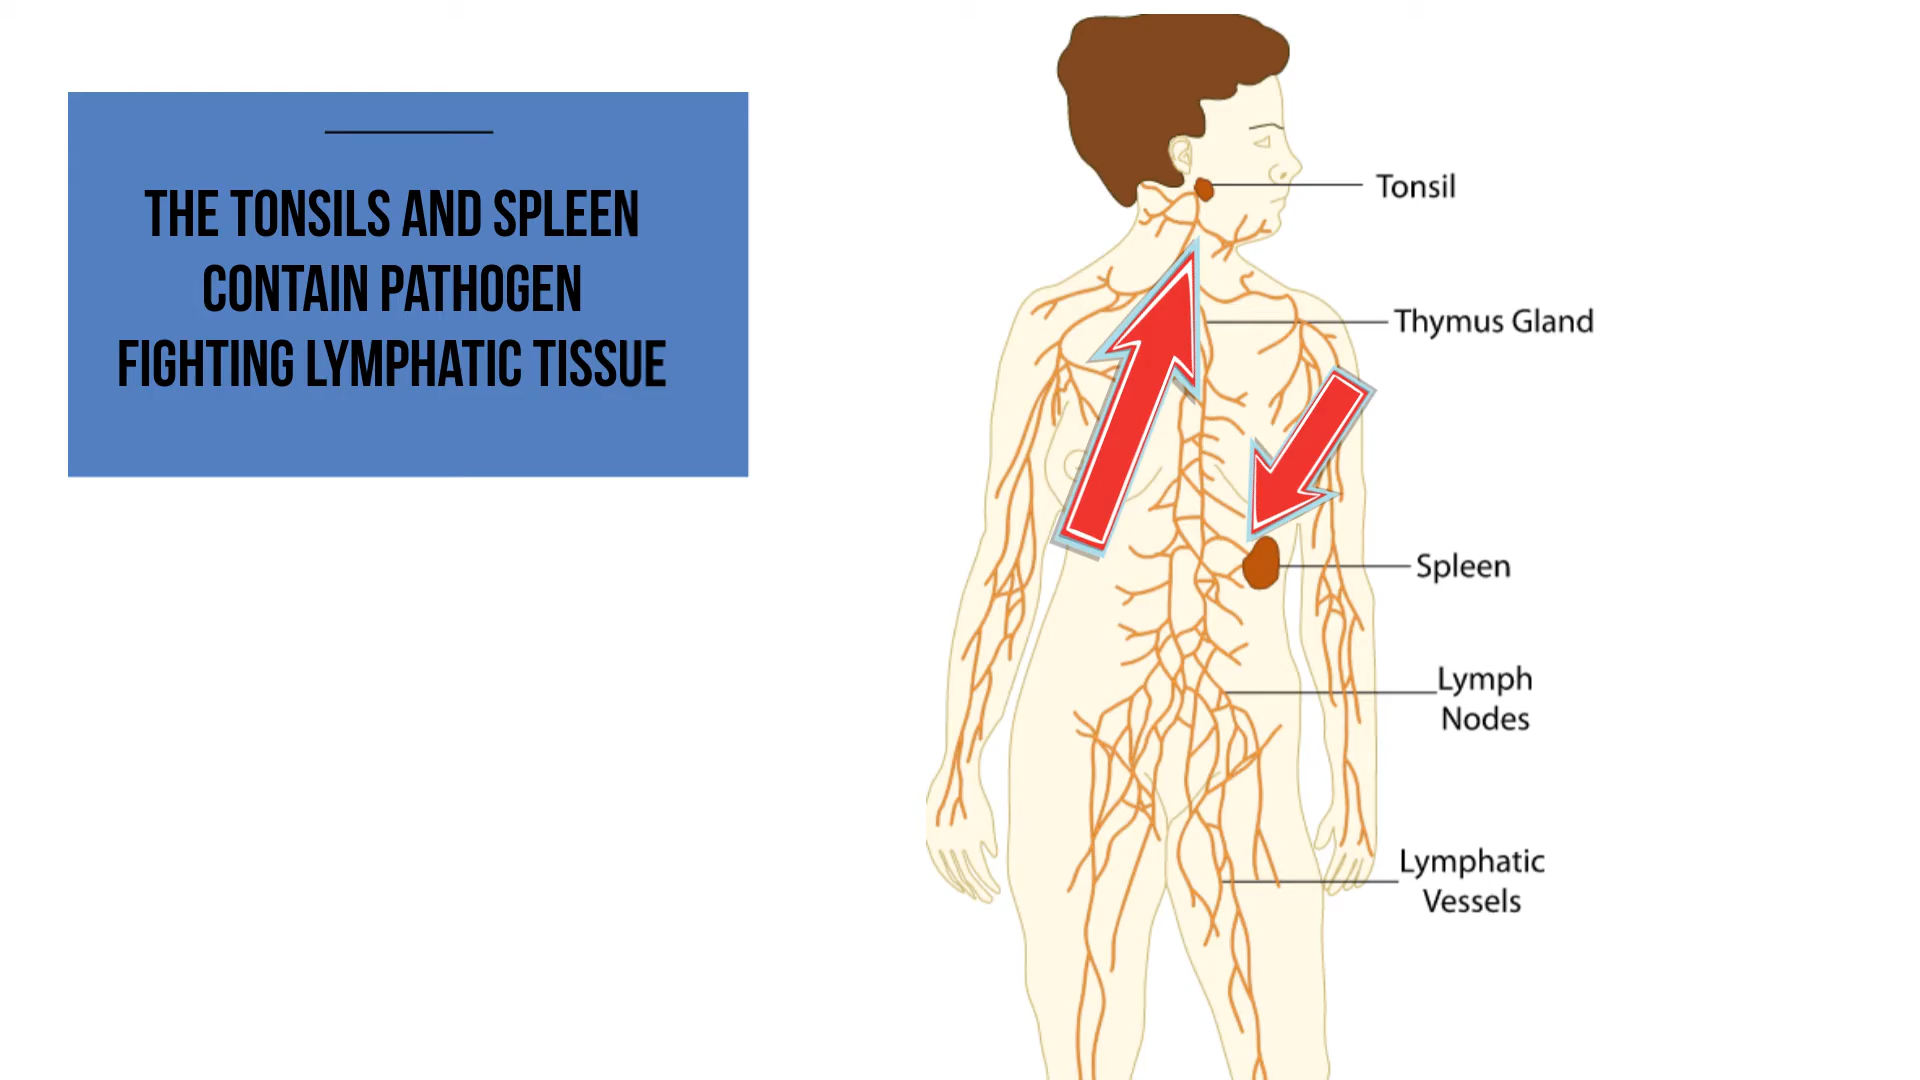 THE TONSILS AND SPLEEN
CONTAIN PATHOGEN
FIGHTING LYMPHATIC TISSUE
Tonsil
Thymus Gland
Spleen
Lymph
Nodes
Lymphatic
Vessels